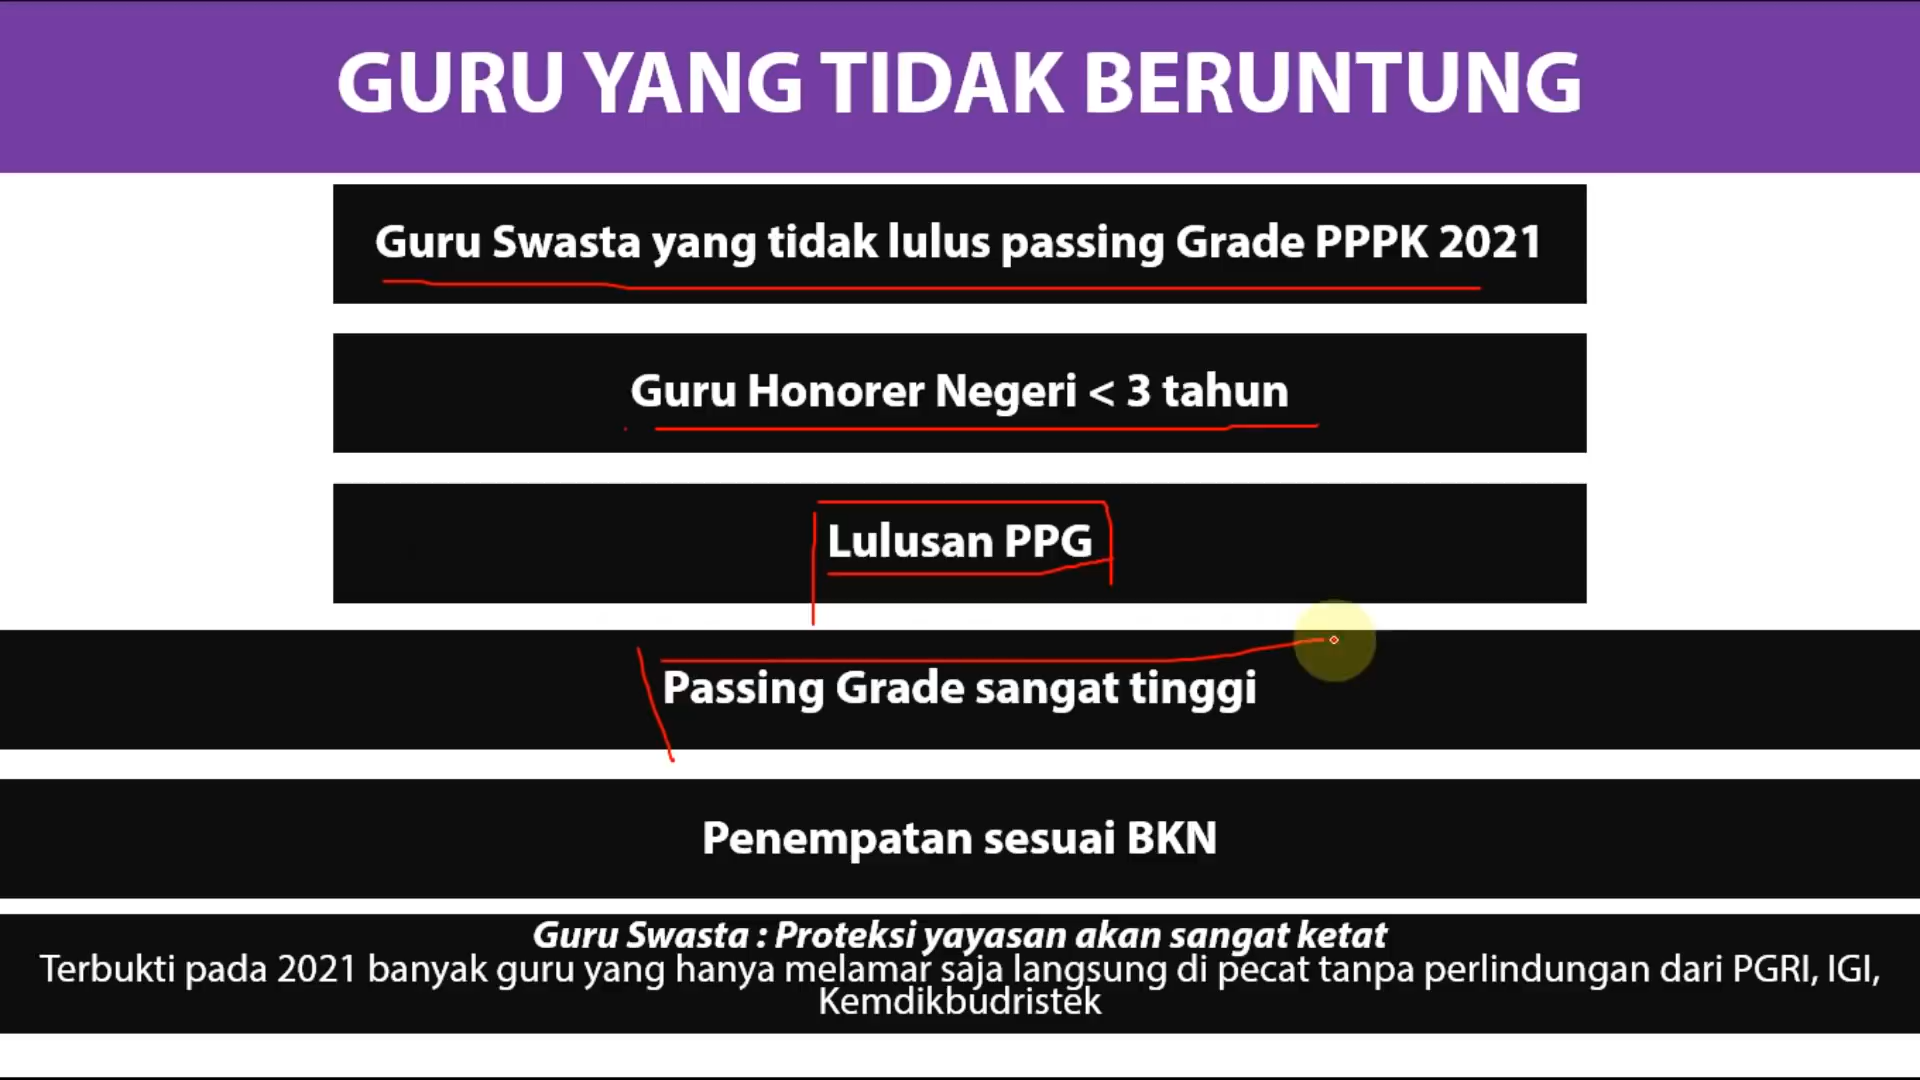 GURU YANG TIDAK BERUNTUNG
Guru Swasta yang tidak lulus passing Grade PPPK 2021
Guru Honorer Negeri < 3 tahun
Lulusan PPG
Passing Grade sangat tinggi
Penempatan sesuai BKN
Guru Swasta : Proteksi yayasan akan sangat ketat
Terbukti pada 2021 banyak guru yang hanya melamar saja langsung di pecat tanpa perlindungan dari PGRI, IGI,
Kemdikbudristek